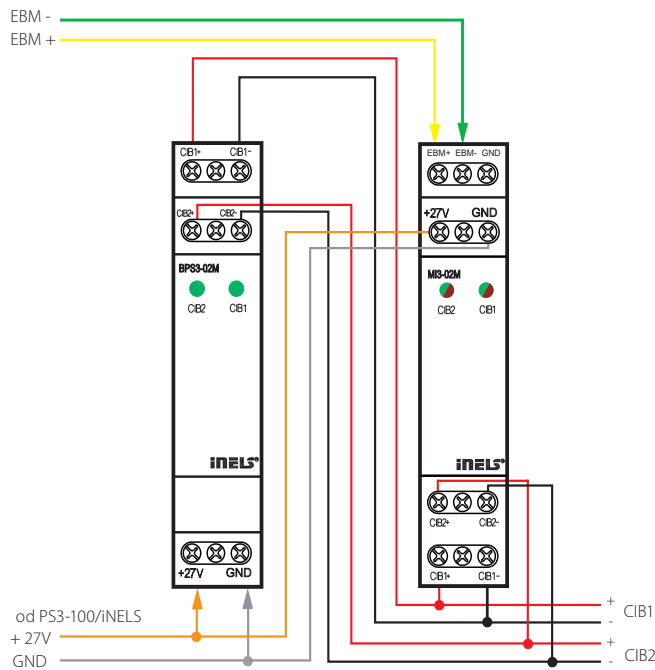 EBM -
EBM +
CIB1+ CIB1-
EBM+ EBM- GND
CIB2+ CIB2-
+27V GND
BPS3-02M
MI3-02M
CIB2 CIB1
CIB2 CIB1
iNELS®
iNELS®
CIB2+ CIB2-
+27V GND
CIB1+ CIB1-
od PS3-100/iNELS
+ 27V
GND
+
- CIB1
+
- CIB2